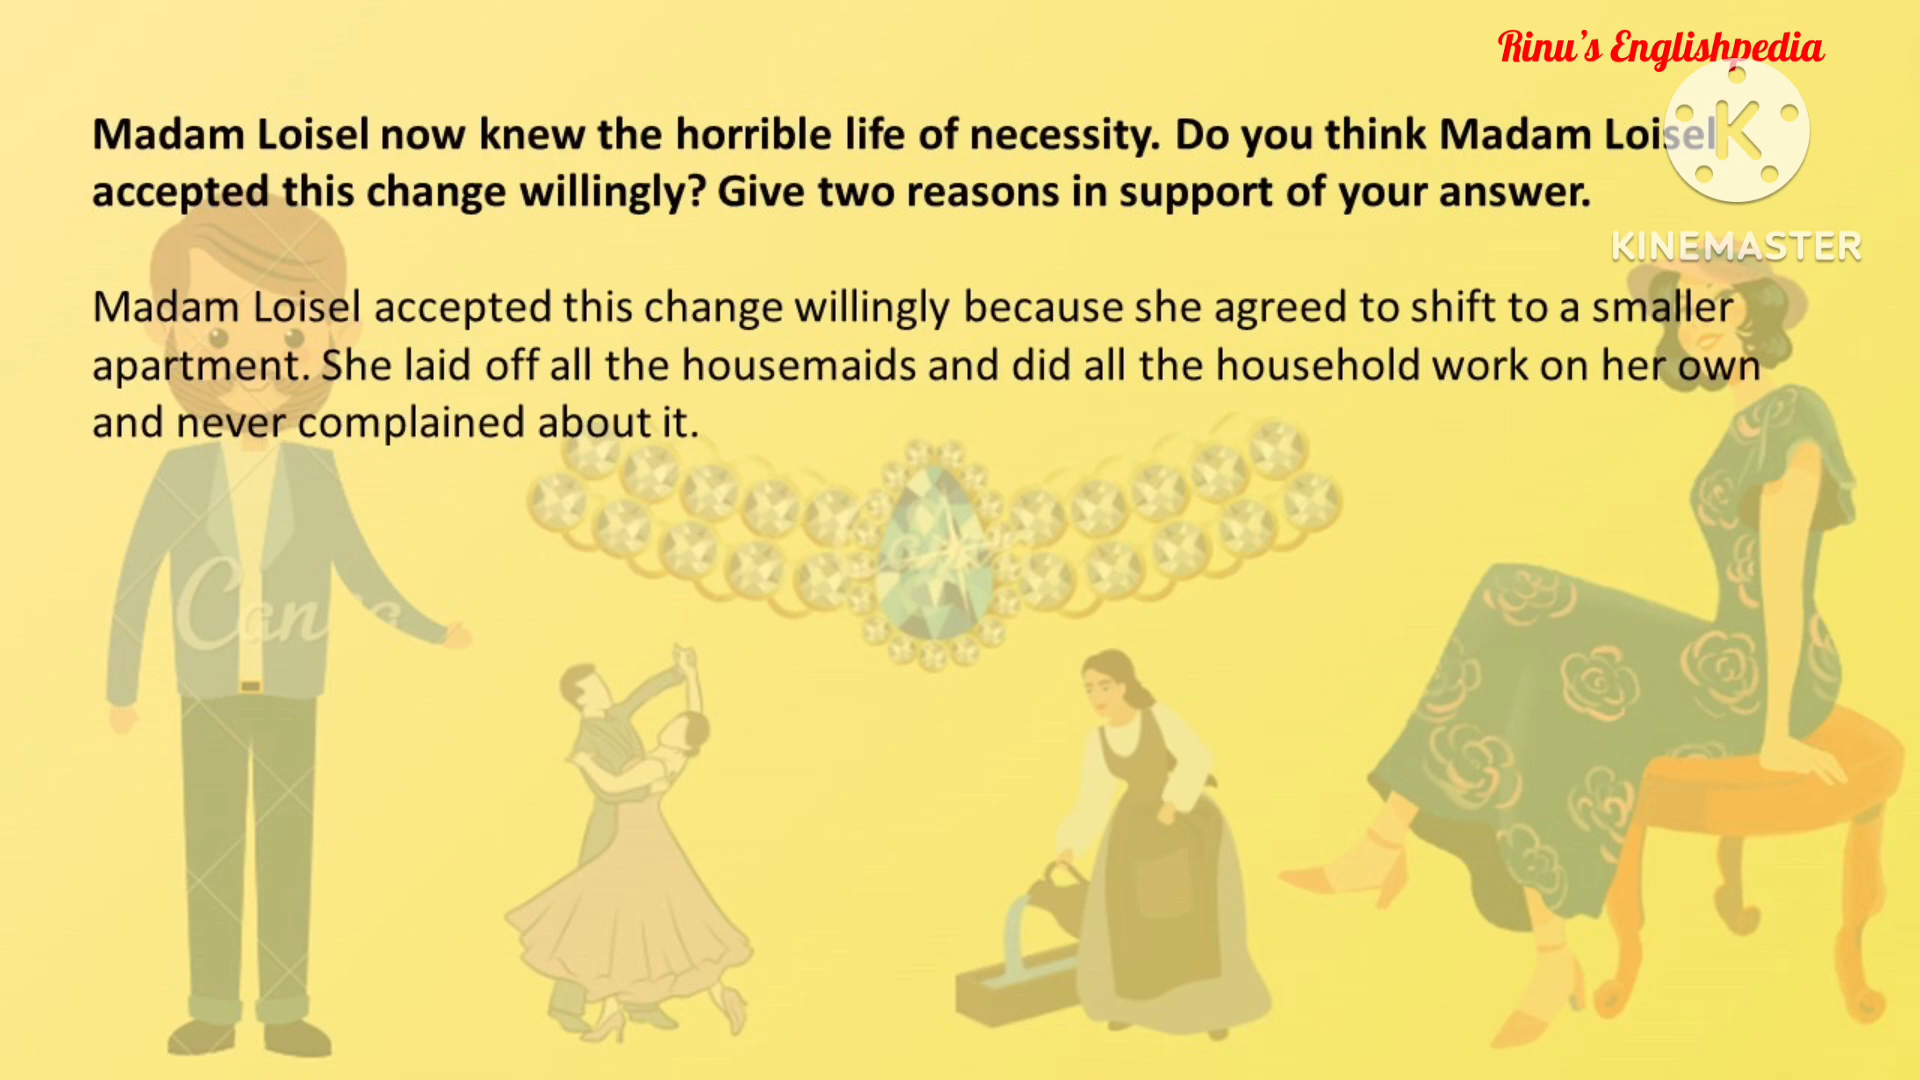 Rinu's Englishpedia
Madam Loisel now knew the horrible life of necessity. Do you think Madam Loisel
accepted this change willingly? Give two reasons in support of your answer.
K
KINEMASTER
Madam Loisel accepted this change willingly because she agreed to shift to a smaller
apartment. She laid off all the housemaids and did all the household work on her own
and never complained about it.
Canva